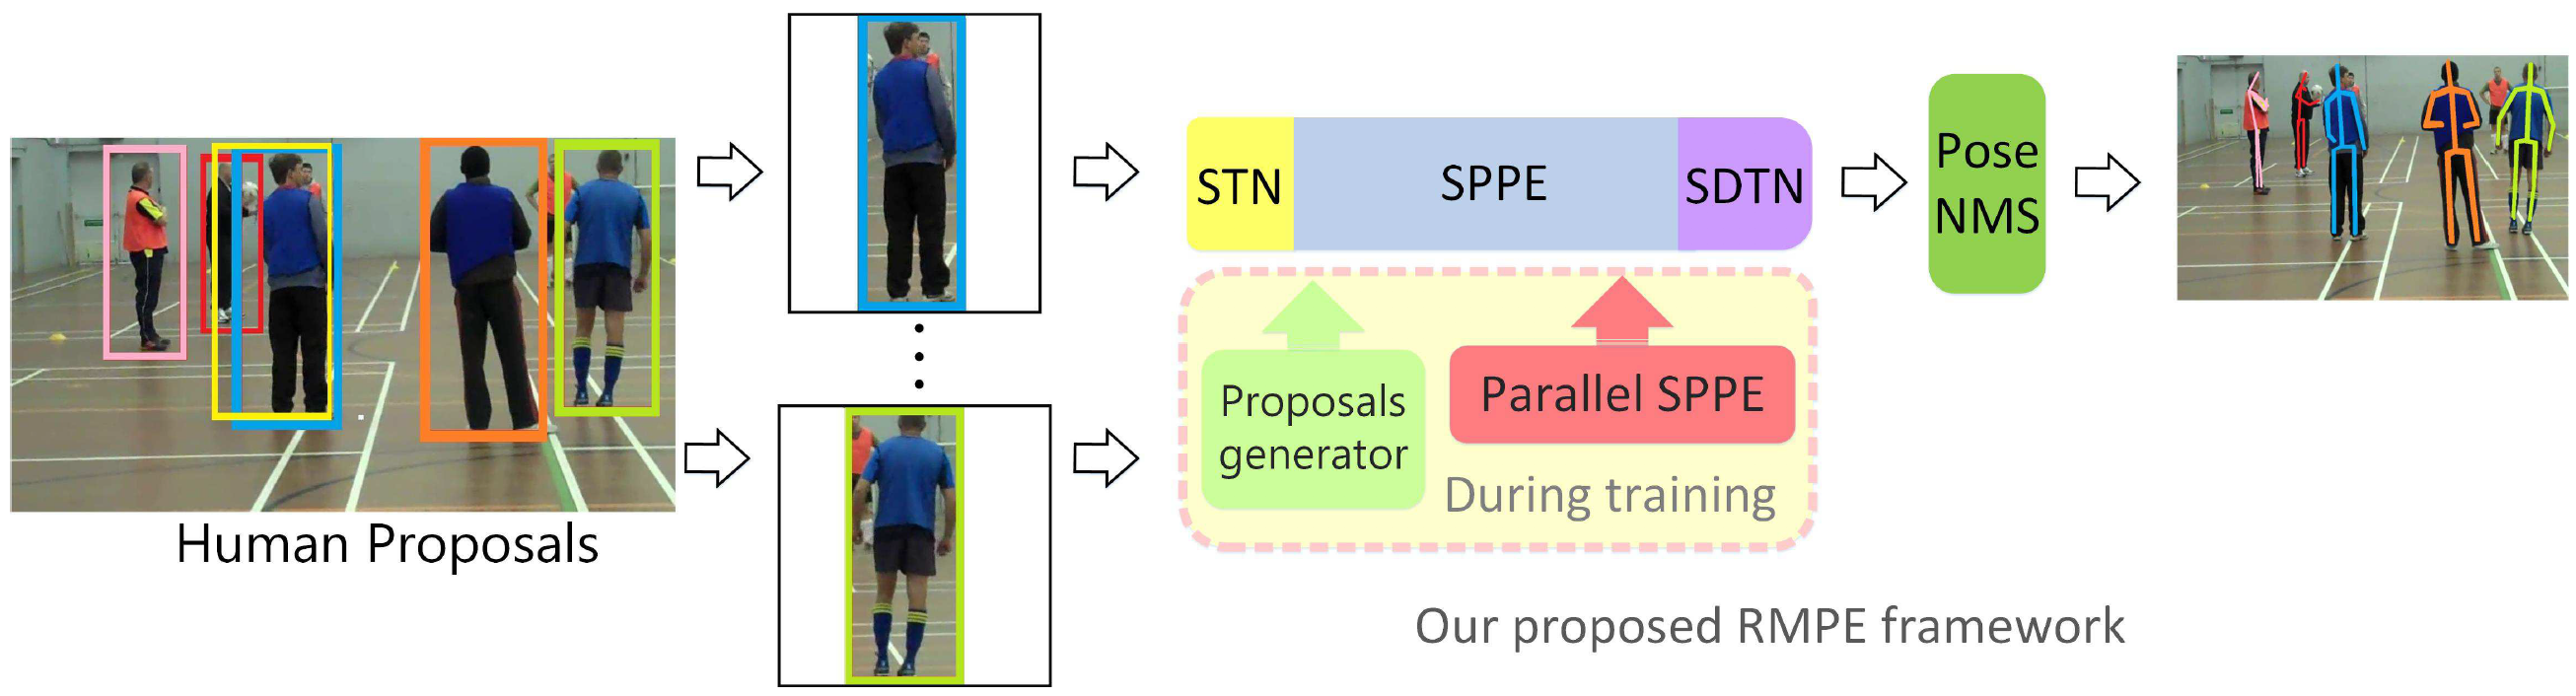 Human Proposals
STN
SPPE
SDTN
Proposals
generator
Parallel SPPE
During training
Pose
NMS
Our proposed RMPE framework